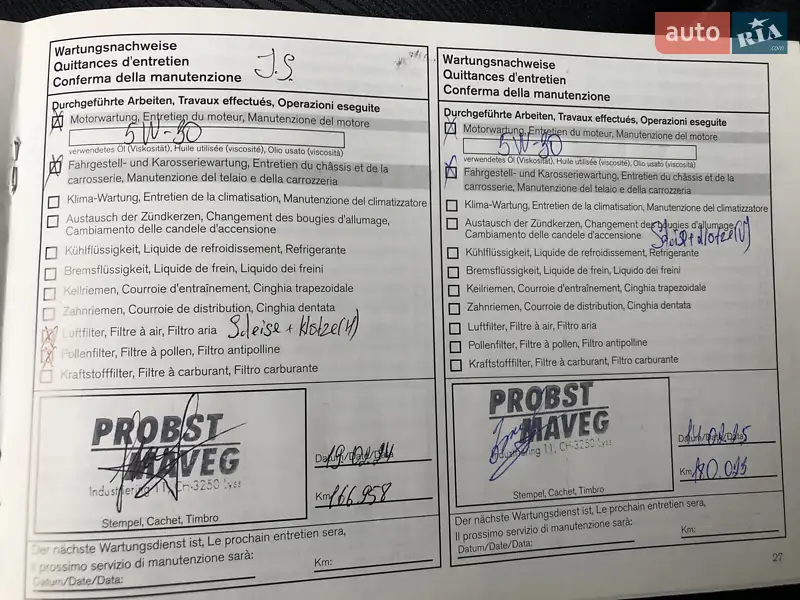 auto RIA.com
Wartungsnachweise
Quittances d'entretien
Conferma della manutenzione J.S
Durchgeführte Arbeiten, Travaux effectués, Operazioni eseguite
Motorwartung, Entretien du moteur, Manutenzione del motore
5W-30
verwendetes Öl (Viskosität), Huile utilisée (viscosité), Olio usato (viscosità)
Fahrgestell- und Karosseriewartung, Entretien du châssis et de la
carrosserie, Manutenzione del telaio e della carrozzeria
Klima-Wartung, Entretien de la climatisation, Manutenzione del climatizzatore
Austausch der Zündkerzen, Changement des bougies d'allumage,
Cambiamento delle candele d'accensione
Kühlflüssigkeit, Liquide de refroidissement, Refrigerante
Bremsflüssigkeit, Liquide de frein, Liquido dei freini
Keilriemen, Courroie d'entraînement, Cinghia trapezoidale
Zahnriemen, Courroie de distribution, Cinghia dentata
Luftfilter, Filtre à air, Filtro aria Sceise + Klötze (H)
Pollenfilter, Filtre à pollen, Filtro antipolline
Kraftstofffilter, Filtre à carburant, Filtro carburante
PROBST
MAVEG
Industriering 11, CH-3250 Lyss
Stempel, Cachet, Timbro
Datum/Date/Data
Km: 166.958
Der nächste Wartungsdienst ist, Le prochain entretien sera,
Il prossimo servizio di manutenzione sarà:
Datum/Date/Data:
Km:
Wartungsnachweise
Quittances d'entretien
Conferma della manutenzione
Durchgeführte Arbeiten, Travaux effectués, Operazioni eseguite
Motorwartung, Entretien du moteur, Manutenzione del motore
5W-30
verwendetes Öl (Viskosität), Huile utilisée (viscosité), Olio usato (viscosità)
Fahrgestell- und Karosseriewartung, Entretien du châssis et de la
carrosserie, Manutenzione del telaio e della carrozzeria
Klima-Wartung, Entretien de la climatisation, Manutenzione del climatizzatore
Austausch der Zündkerzen, Changement des bougies d'allumage,
Cambiamento delle candele d'accensione
Kühlflüssigkeit, Liquide de refroidissement, Refrigerante
Bremsflüssigkeit, Liquide de frein, Liquido dei freini
Keilriemen, Courroie d'entraînement, Cinghia trapezoidale
Zahnriemen, Courroie de distribution, Cinghia dentata
Luftfilter, Filtre à air, Filtro aria
Pollenfilter, Filtre à pollen, Filtro antipolline
Kraftstofffilter, Filtre à carburant, Filtro carburante
PROBST
MAVEG
Industriering 11, CH-3250 Lyss
Stempel, Cachet, Timbro
Datum/Date/Data
Km:
Der nächste Wartungsdienst ist, Le prochain entretien sera,
Il prossimo servizio di manutenzione sarà:
Datum/Date/Data:
Km:
27